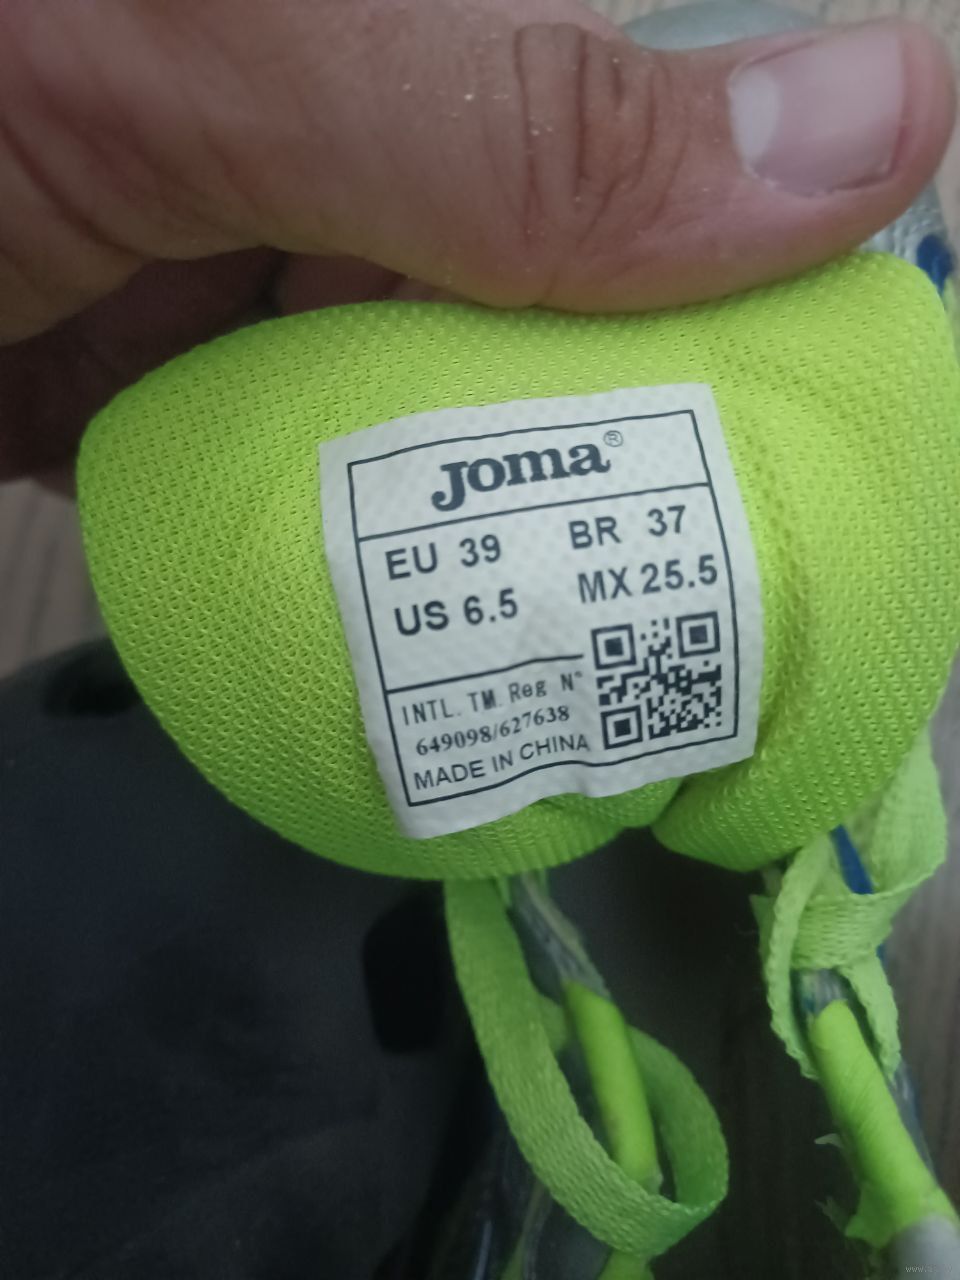 Joma®
EU 39 BR 37
US 6.5 MX 25.5
INTL. TM. Reg N°
649098/627638
MADE IN CHINA